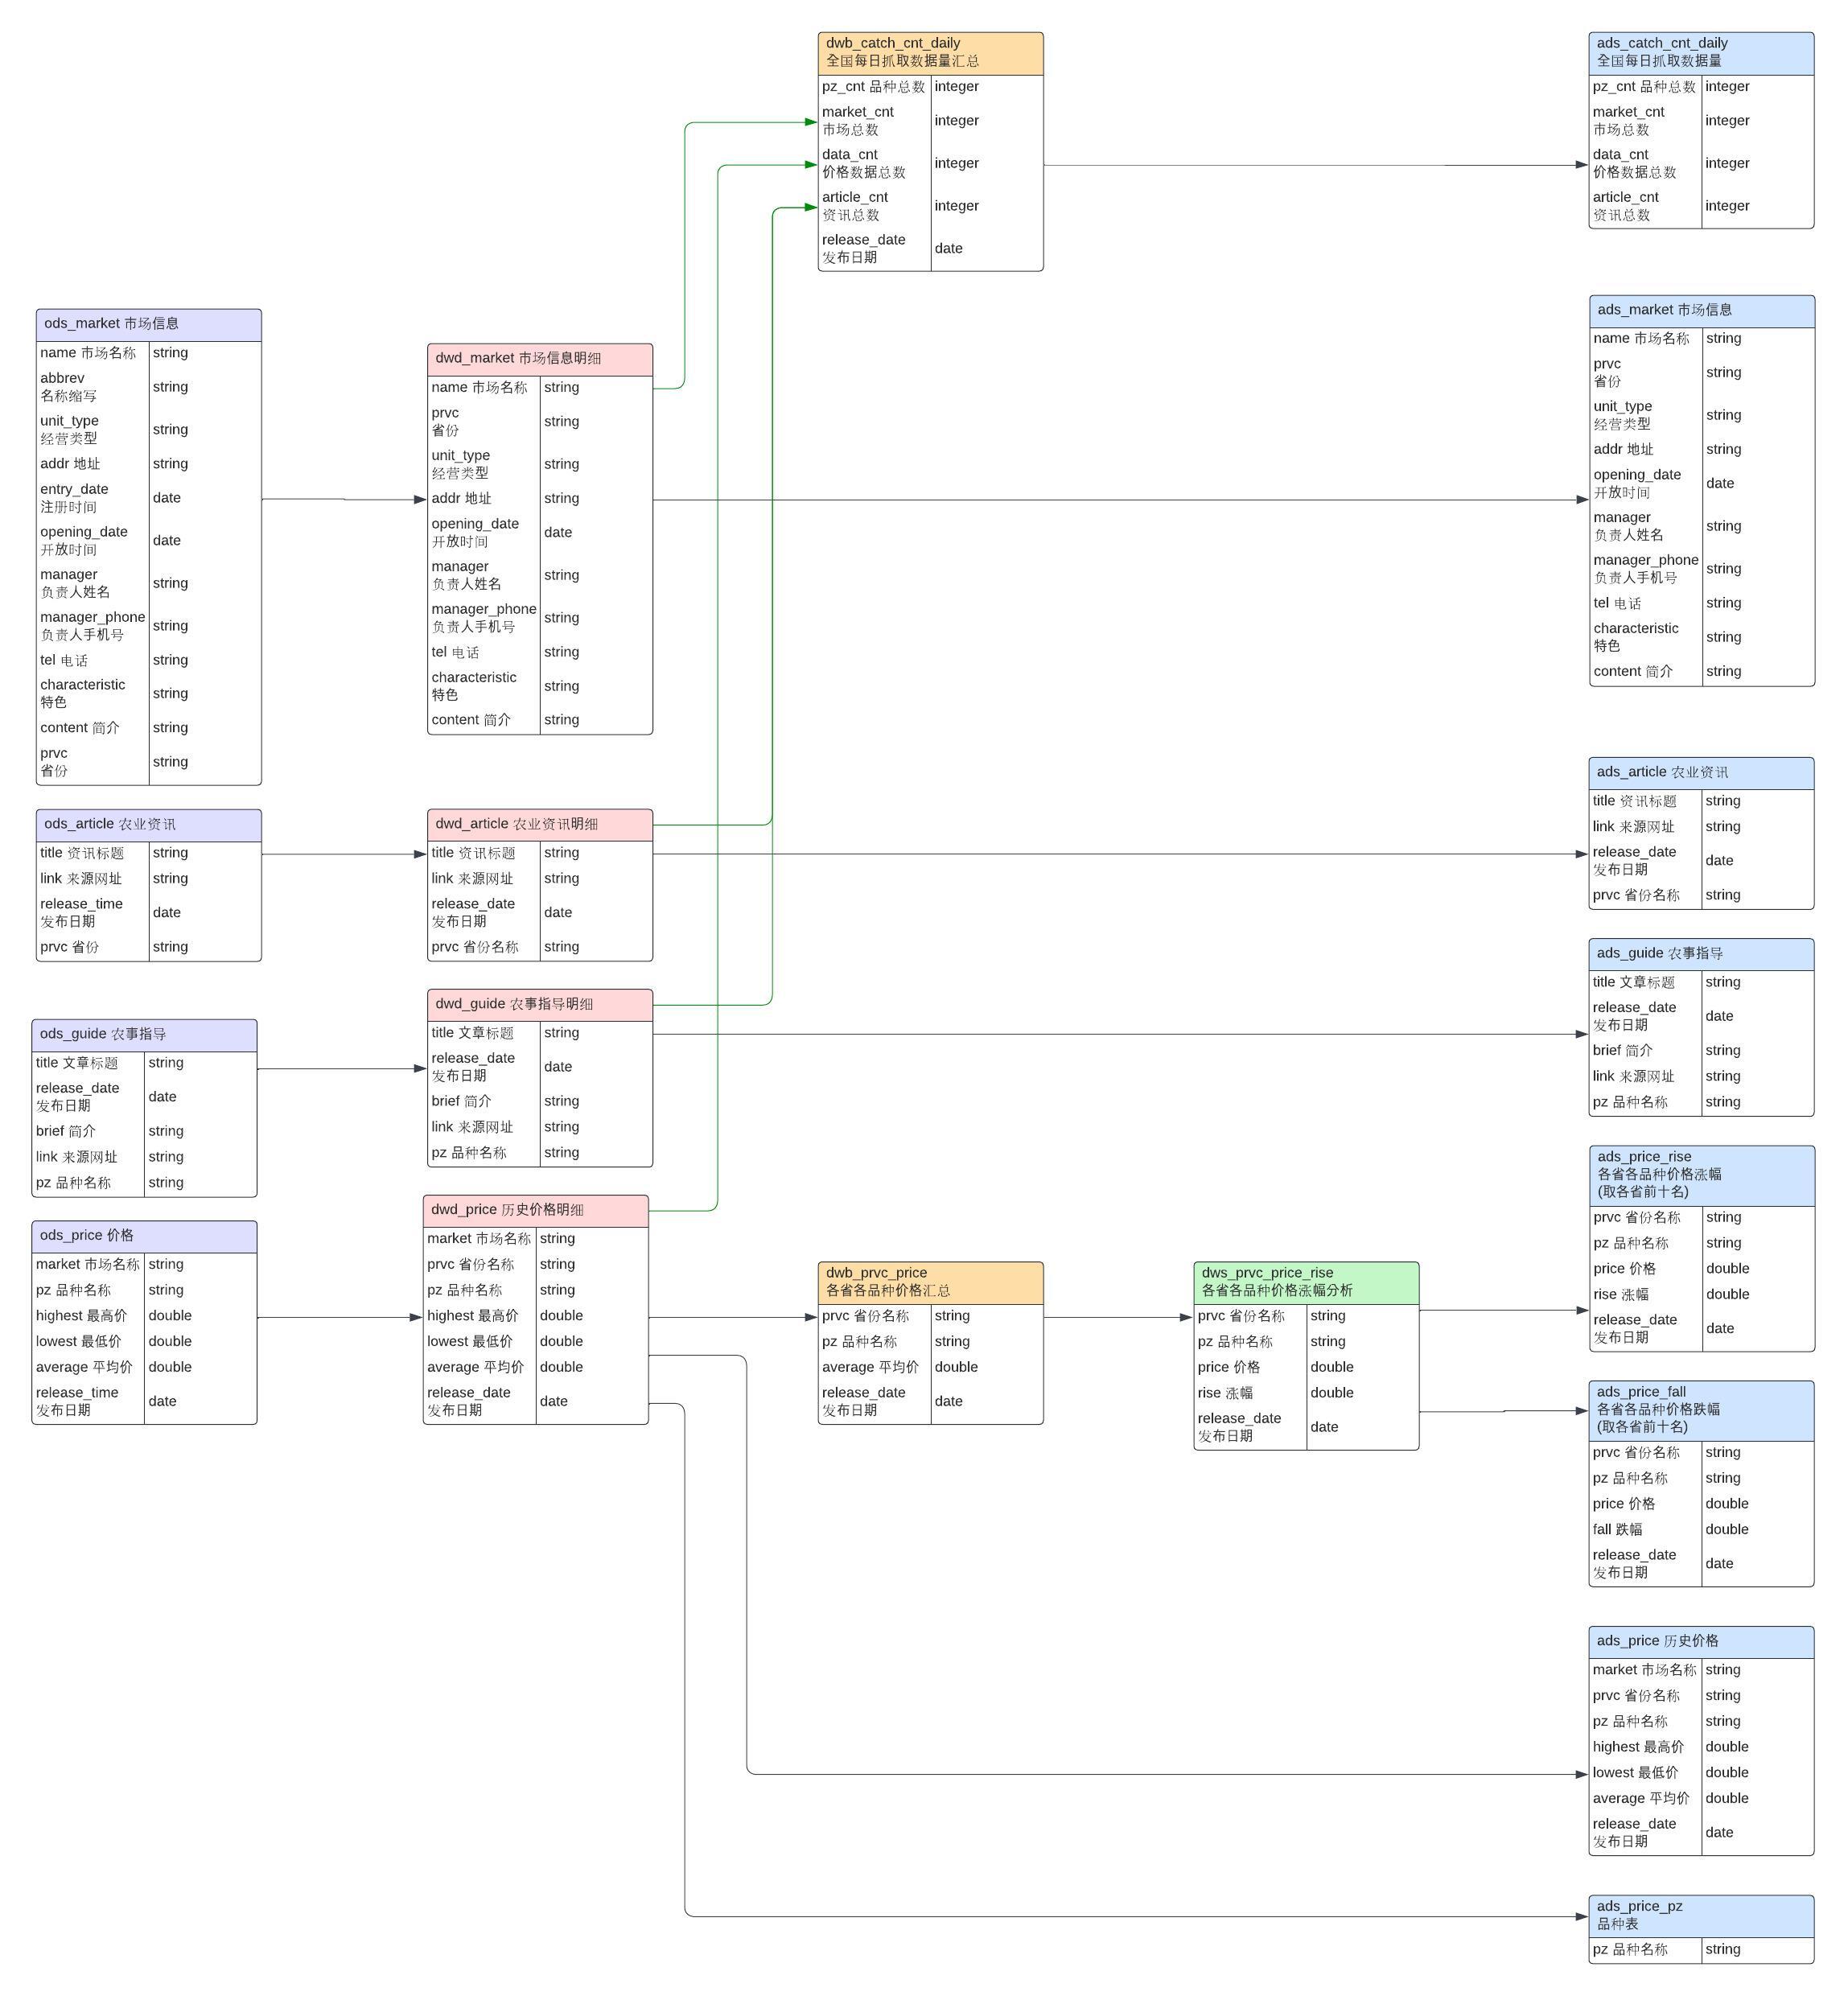 dwb_catch_cnt_daily
全国每日抓取数据量汇总
pz_cnt 品种总数 integer
market_cnt
市场总数
integer
data_cnt
价格数据总数
integer
article_cnt
资讯总数
integer
release_date
发布日期
date
ads_catch_cnt_daily
全国每日抓取数据量
pz_cnt 品种总数 integer
market_cnt
市场总数
integer
data_cnt
价格数据总数
integer
article_cnt
资讯总数
integer
ods_market 市场信息
name 市场名称 string
abbrev
名称缩写
string
unit_type
经营类型
string
addr 地址 string
entry_date
注册时间
date
opening_date
开放时间
date
manager
负责人姓名
string
manager_phone
负责人手机号
string
tel 电话 string
characteristic
特色
string
content 简介 string
prvc
省份
string
dwd_market 市场信息明细
name 市场名称 string
prvc
省份
string
unit_type
经营类型
string
addr 地址 string
opening_date
开放时间
date
manager
负责人姓名
string
manager_phone
负责人手机号
string
tel 电话 string
characteristic
特色
string
content 简介 string
ads_market 市场信息
name 市场名称 string
prvc
省份
string
unit_type
经营类型
string
addr 地址 string
opening_date
开放时间
date
manager
负责人姓名
string
manager_phone
负责人手机号
string
tel 电话 string
characteristic
特色
string
content 简介 string
ods_article 农业资讯
title 资讯标题 string
link 来源网址 string
release_time
发布日期
date
prvc 省份 string
dwd_article 农业资讯明细
title 资讯标题 string
link 来源网址 string
release_date
发布日期
date
prvc 省份名称 string
ads_article 农业资讯
title 资讯标题 string
link 来源网址 string
release_date
发布日期
date
prvc 省份名称 string
ods_guide 农事指导
title 文章标题 string
release_date
发布日期
date
brief 简介 string
link 来源网址 string
pz 品种名称 string
dwd_guide 农事指导明细
title 文章标题 string
release_date
发布日期
date
brief 简介 string
link 来源网址 string
pz 品种名称 string
ads_guide 农事指导
title 文章标题 string
release_date
发布日期
date
brief 简介 string
link 来源网址 string
pz 品种名称 string
ods_price 价格
market 市场名称 string
pz 品种名称 string
highest 最高价 double
lowest 最低价 double
average 平均价 double
release_time
发布日期
date
dwd_price 历史价格明细
market 市场名称 string
prvc 省份名称 string
pz 品种名称 string
highest 最高价 double
lowest 最低价 double
average 平均价 double
release_date
发布日期
date
dwb_prvc_price
各省各品种价格汇总
prvc 省份名称 string
pz 品种名称 string
average 平均价 double
release_date
发布日期
date
dws_prvc_price_rise
各省各品种价格涨幅分析
prvc 省份名称 string
pz 品种名称 string
price 价格 double
rise 涨幅 double
release_date
发布日期
date
ads_price_rise
各省各品种价格涨幅
(取各省前十名)
prvc 省份名称 string
pz 品种名称 string
price 价格 double
rise 涨幅 double
release_date
发布日期
date
ads_price_fall
各省各品种价格跌幅
(取各省前十名)
prvc 省份名称 string
pz 品种名称 string
price 价格 double
fall 跌幅 double
release_date
发布日期
date
ads_price 历史价格
market 市场名称 string
prvc 省份名称 string
pz 品种名称 string
highest 最高价 double
lowest 最低价 double
average 平均价 double
release_date
发布日期
date
ads_price_pz
品种表
pz 品种名称 string